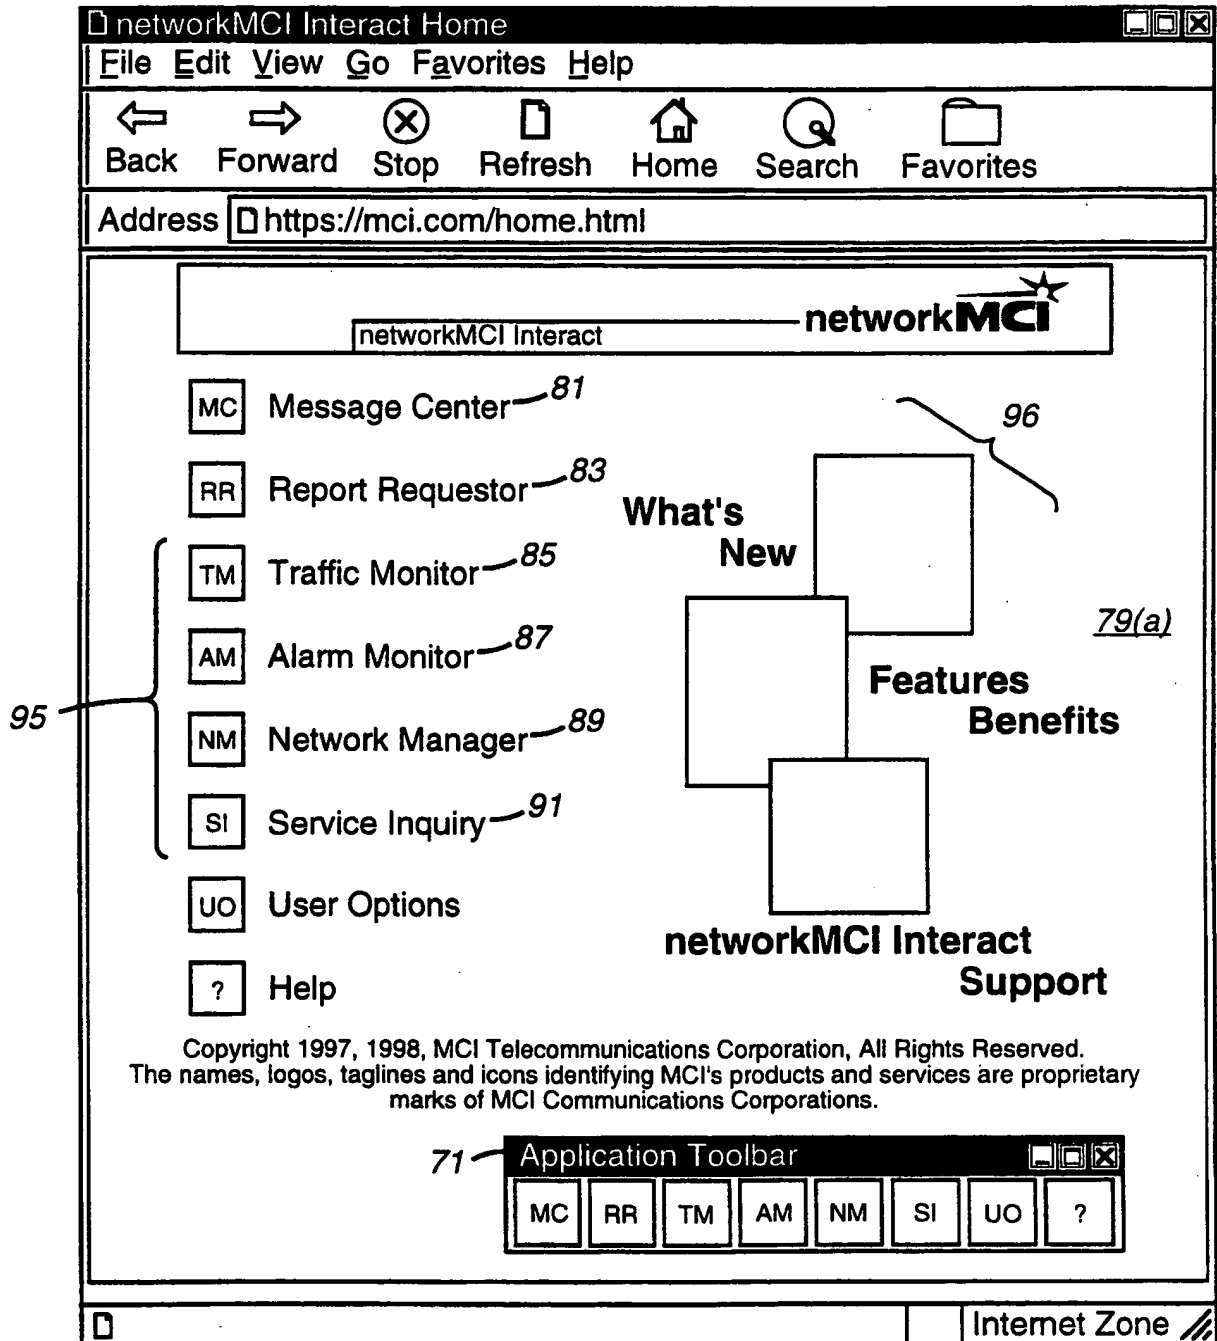 networkMCI Interact Home
File Edit View Go Favorites Help
Back Forward Stop Refresh Home Search Favorites
Address https://mci.com/home.html
networkMCI
networkMCI Interact
MC Message Center 81
96
RR Report Requestor 83
What's
New
TM Traffic Monitor 85
79(a)
AM Alarm Monitor 87
Features
Benefits
95
NM Network Manager 89
SI Service Inquiry 91
UO User Options
networkMCI Interact
Support
? Help
Copyright 1997, 1998, MCI Telecommunications Corporation, All Rights Reserved.
The names, logos, taglines and icons identifying MCI's products and services are proprietary
marks of MCI Communications Corporations.
71 Application Toolbar
MC RR TM AM NM SI UO ?
Internet Zone